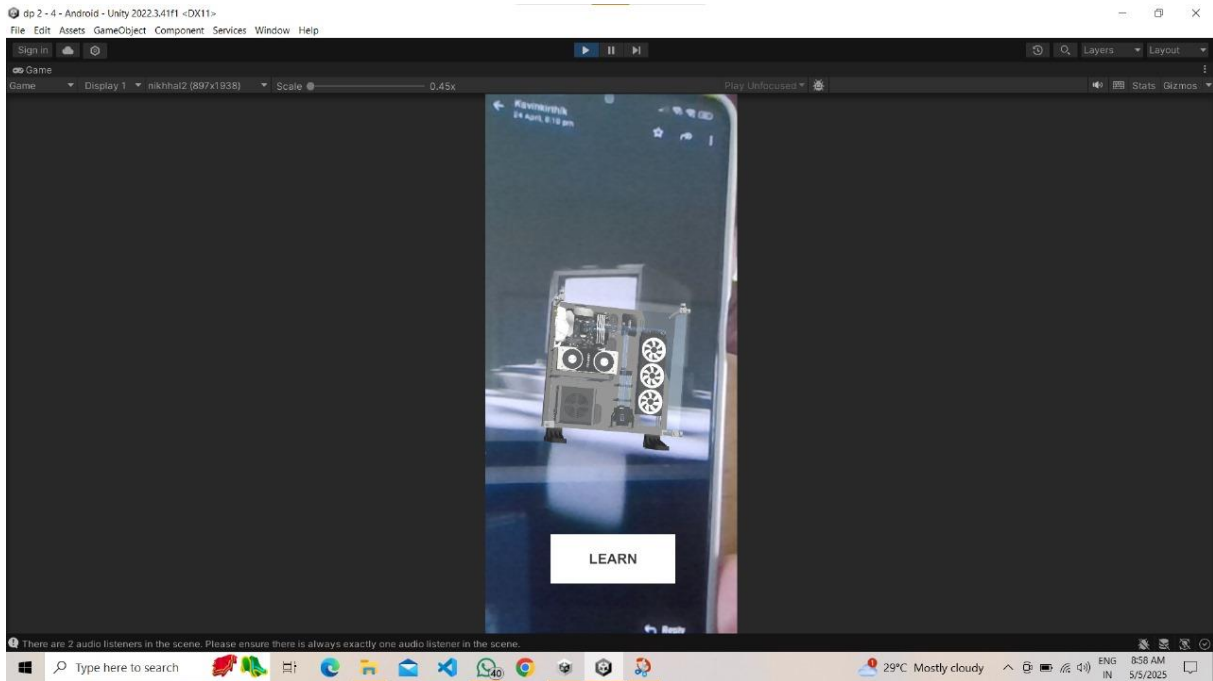 dp 2 - 4 - Android - Unity 2022.3.41f1 <DX11>
File Edit Assets GameObject Component Services Window Help
Sign in Layers Layout
Game
Game Display 1 nikhhal2 (897x1938) Scale 0.45x Play Unfocused Stats Gizmos
Kavinkirthik
24 April, 8:10 pm
LEARN
Reply
There are 2 audio listeners in the scene. Please ensure there is always exactly one audio listener in the scene.
Type here to search 40 29°C Mostly cloudy ENG 8:58 AM
IN 5/5/2025